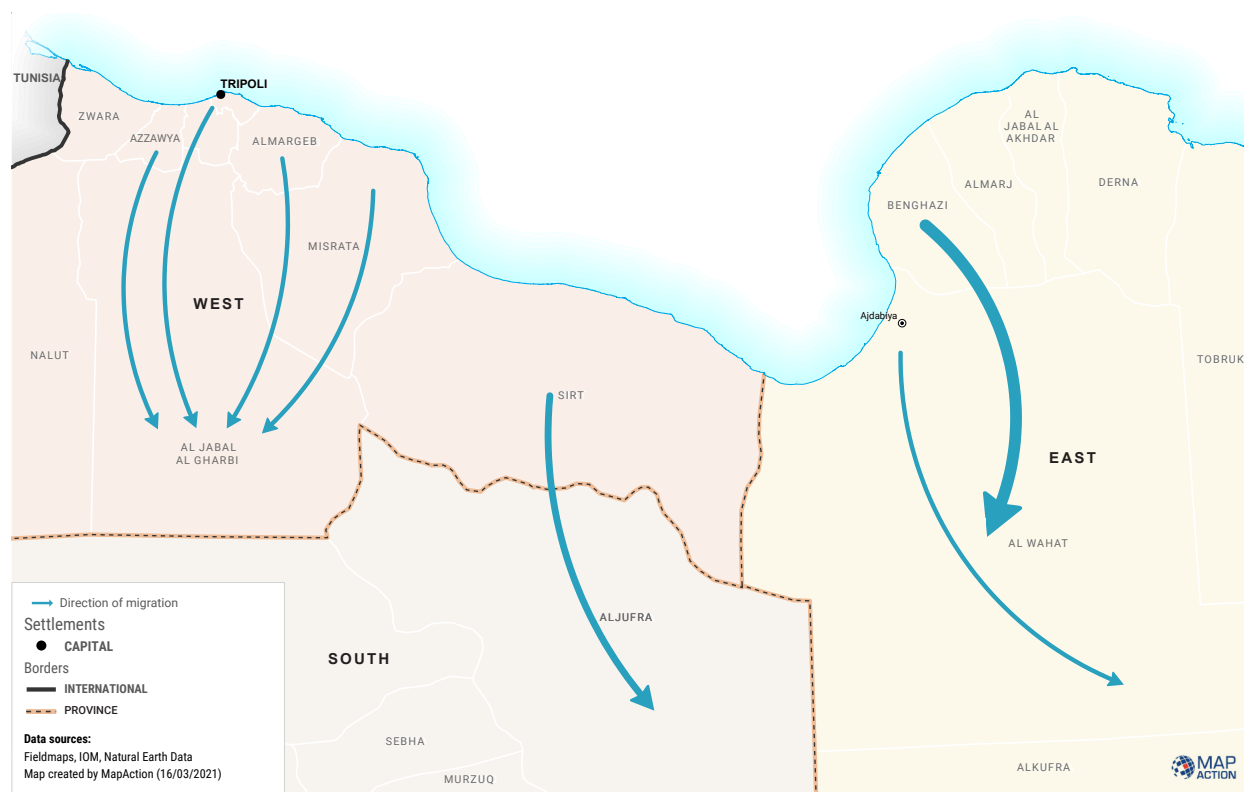 TUNISIA
TRIPOLI
ZWARA
AZZAWYA
ALMARGEB
MISRATA
WEST
NALUT
AL JABAL
AL GHARBI
SIRT
AL
JABAL AL
AKHDAR
ALMARJ
DERNA
BENGHAZI
Ajdabiya
TOBRUK
EAST
AL WAHAT
ALJUFRA
SOUTH
SEBHA
MURZUQ
ALKUFRA
Direction of migration
Settlements
CAPITAL
Borders
INTERNATIONAL
PROVINCE
Data sources:
Fieldmaps, IOM, Natural Earth Data
Map created by MapAction (16/03/2021)
MAP
ACTION